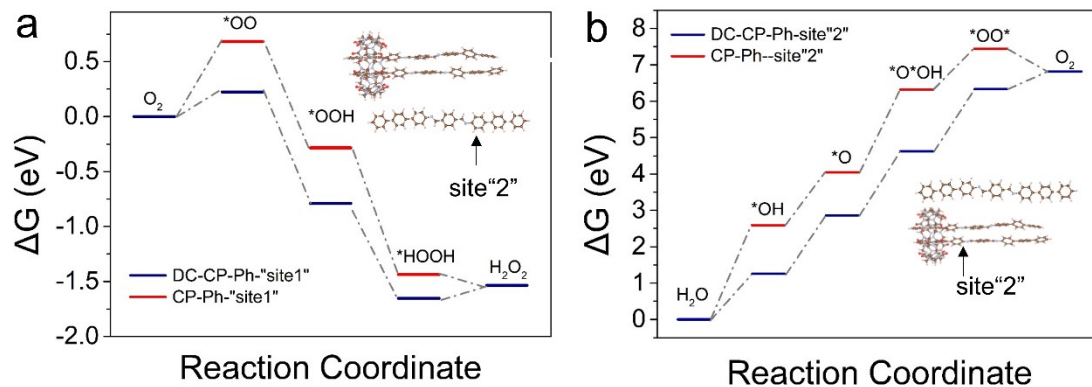 a
ΔG (eV)
0.5
0.0
-0.5
-1.0
-1.5
-2.0
O₂
*OO
*OOH
*HOOH
H₂O₂
site“2”
DC-CP-Ph-"site1"
CP-Ph-"site1"
Reaction Coordinate
b
ΔG (eV)
8
7
6
5
4
3
2
1
0
DC-CP-Ph-site"2"
CP-Ph--site"2"
H₂O
*OH
*O
*O*OH
*OO*
O₂
site“2”
Reaction Coordinate